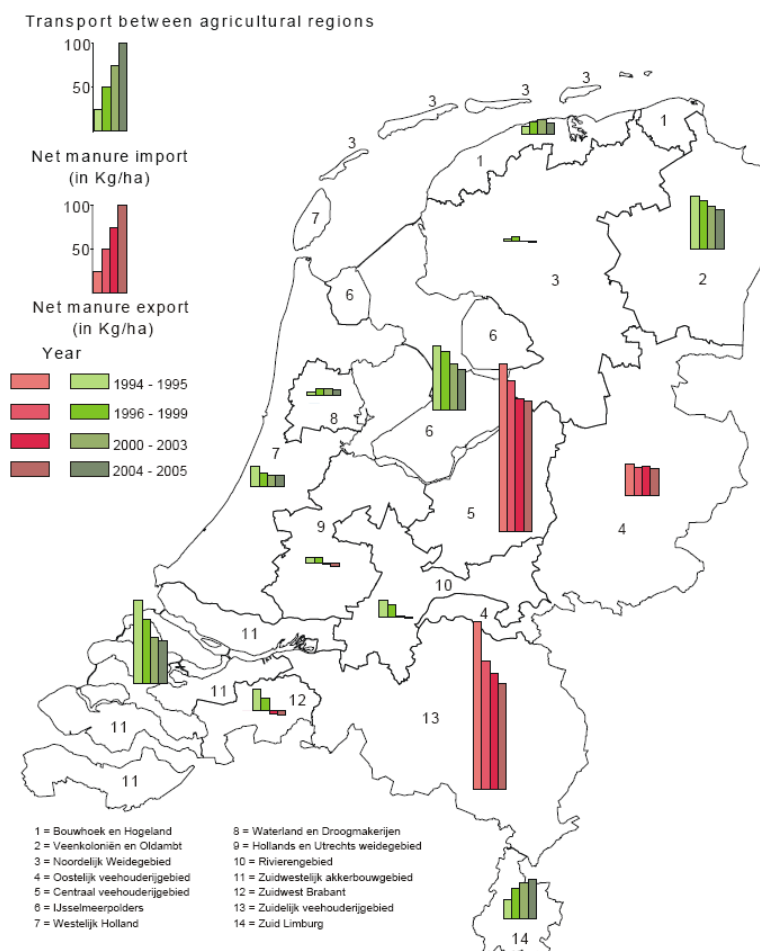 Transport between agricultural regions
100
50
Net manure import
(in Kg/ha)
100
50
Net manure export
(in Kg/ha)
Year
1994 - 1995
1996 - 1999
2000 - 2003
2004 - 2005
3
3
3
3
1
1
7
2
3
6
6
8
6
7
5
4
9
10
4
11
11
12
11
13
11
14
1 = Bouwhoek en Hogeland
2 = Veenkoloniën en Oldambt
3 = Noordelijk Weidegebied
4 = Oostelijk veehouderijgebied
5 = Centraal veehouderijgebied
6 = IJsselmeerpolders
7 = Westelijk Holland
8 = Waterland en Droogmakerijen
9 = Hollands en Utrechts weidegebied
10 = Rivierengebied
11 = Zuidwestelijk akkerbouwgebied
12 = Zuidwest Brabant
13 = Zuidelijk veehouderijgebied
14 = Zuid Limburg